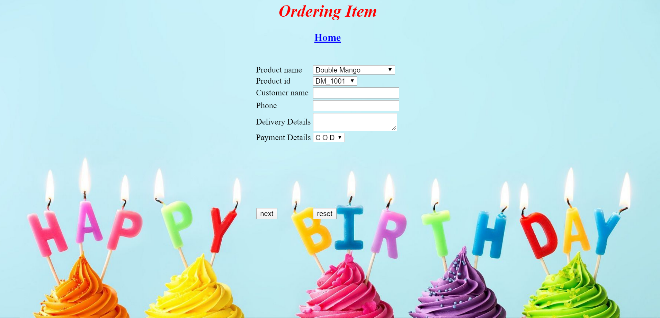 Ordering Item
Home
Product name Double Mango
Product id DM_1001
Customer name
Phone
Delivery Details
Payment Details C O D
next reset
HAPPY BIRTHDAY